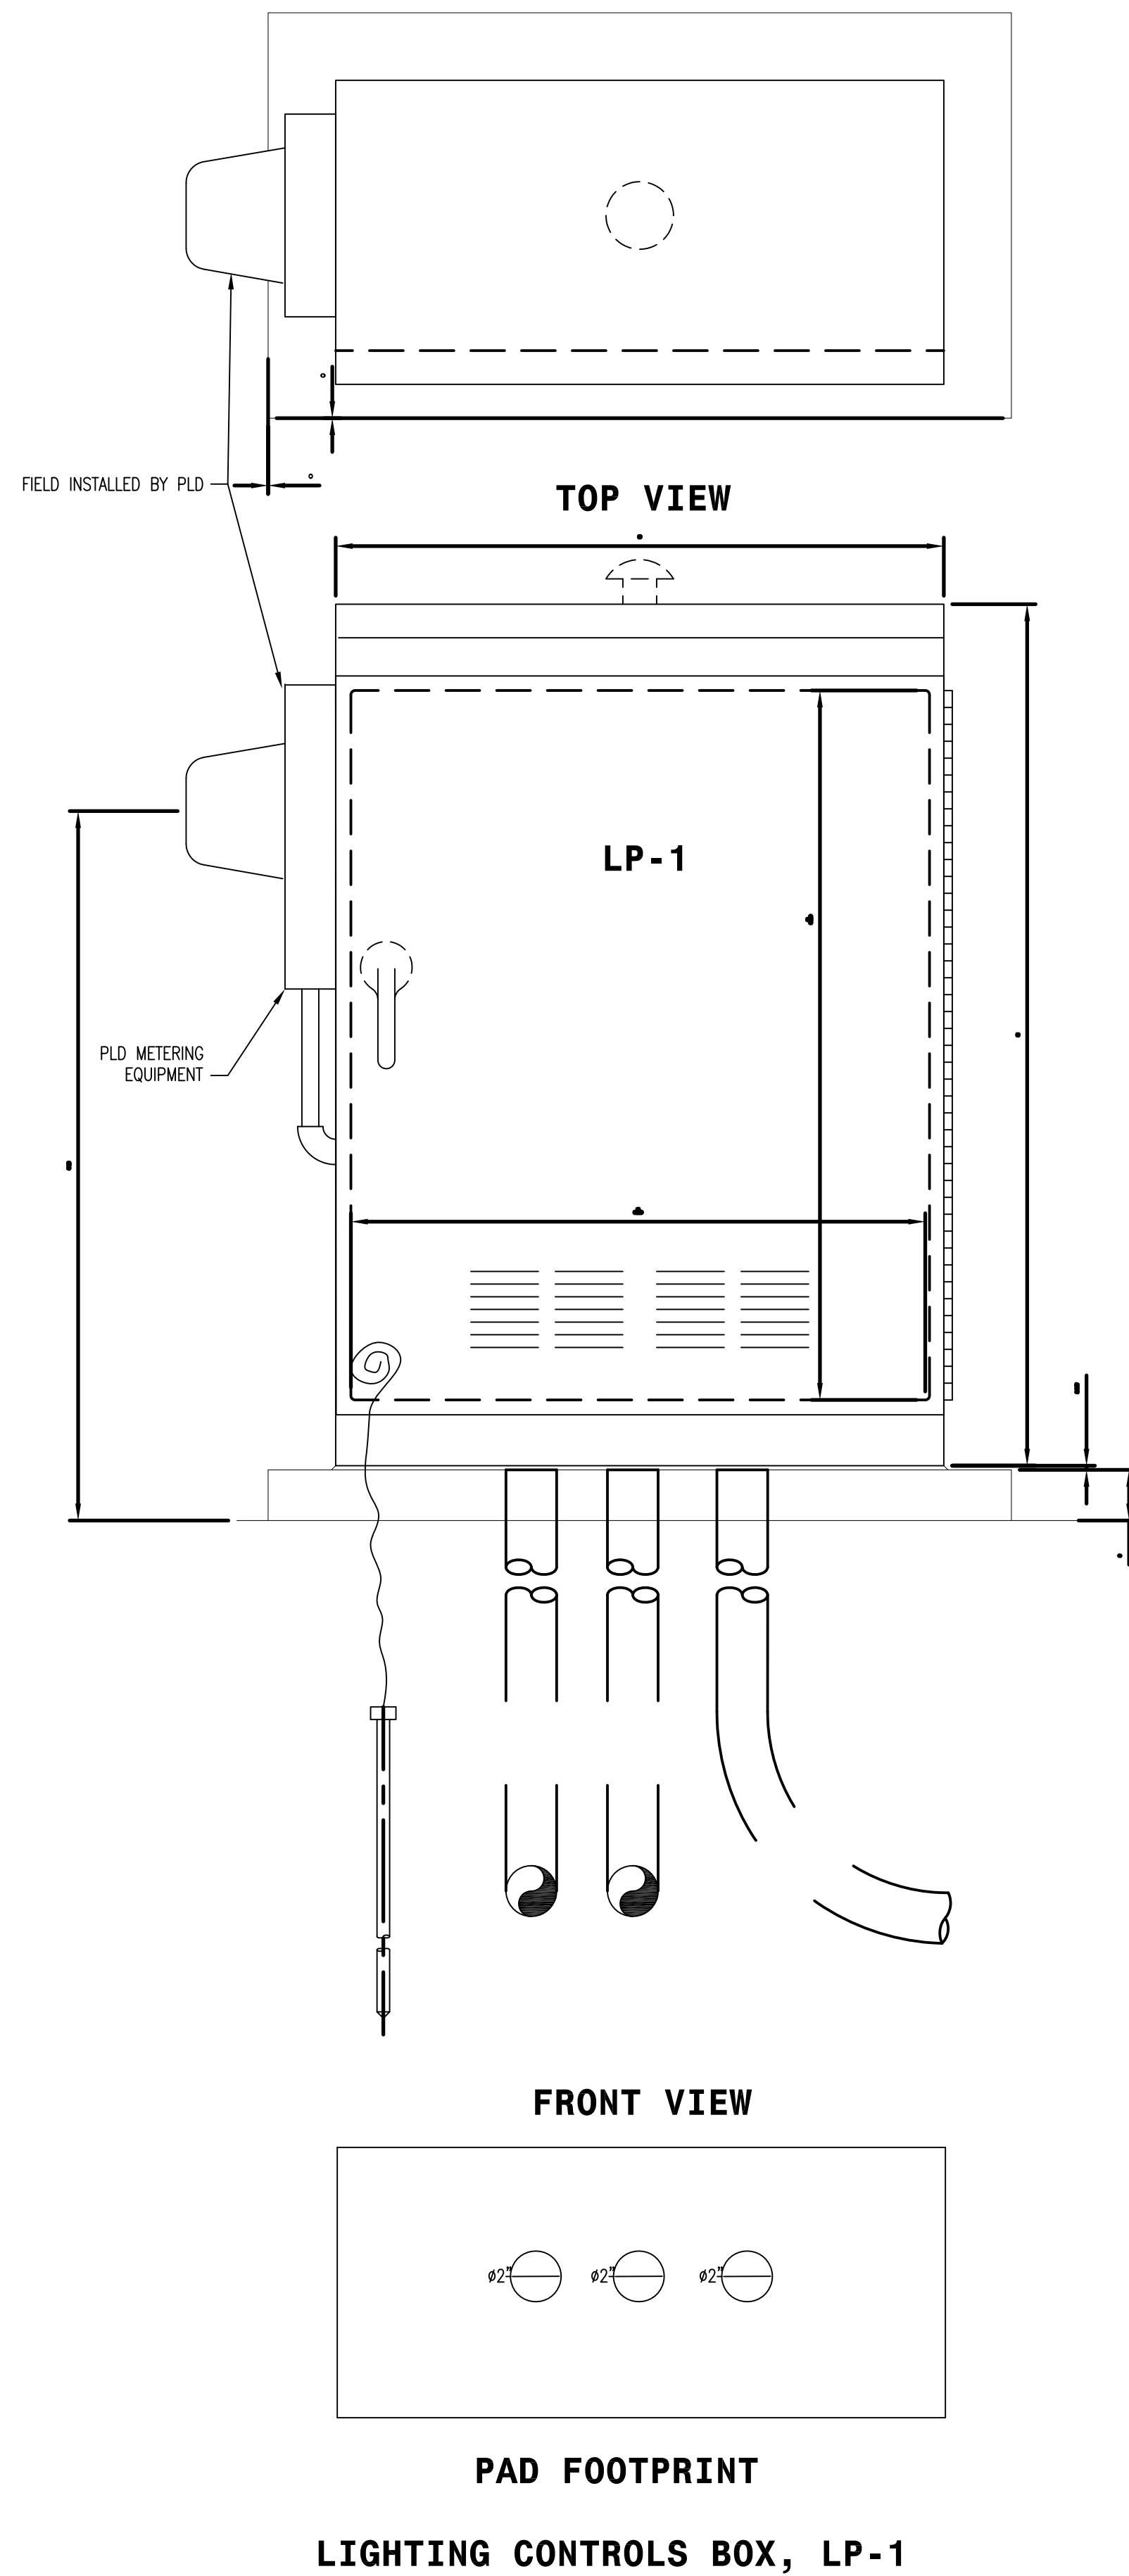 FIELD INSTALLED BY PLD
TOP VIEW
LP-1
PLD METERING
EQUIPMENT
FRONT VIEW
ø2" ø2" ø2"
PAD FOOTPRINT
LIGHTING CONTROLS BOX, LP-1